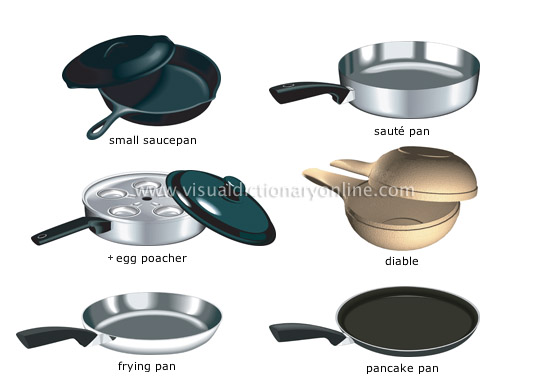 small saucepan
sauté pan
www.visualdictionaryonline.com
+ egg poacher
diable
frying pan
pancake pan